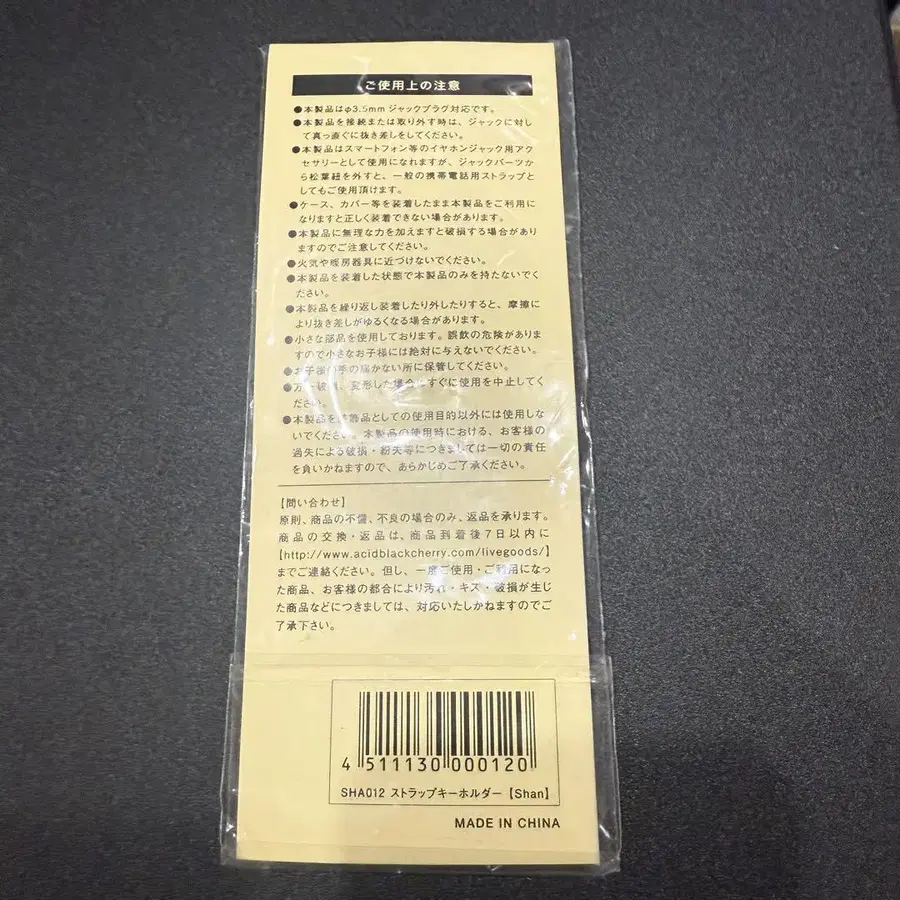 ご使用上の注意
●本製品はφ3.5mmジャックプラグ対応です。
●本製品を接続または取り外す時は、ジャックに対し
て真っ直ぐに抜き差しをしてください。
●本製品はスマートフォン等のイヤホンジャック用アク
セサリーとして使用になれますが、ジャックパーツか
ら松葉紐を外すと、一般の携帯電話用ストラップと
してもご使用頂けます。
●ケース、カバー等を装着したまま本製品をご利用に
なりますと正しく装着できない場合があります。
●本製品に無理な力を加えますと破損する場合があり
ますのでご注意してください。
●火気や暖房器具に近づけないでください。
●本製品を装着した状態で本製品のみを持たないでく
ださい。
●本製品を繰り返し装着したり外したりすると、摩擦に
より抜き差しがゆるくなる場合があります。
●小さな部品を使用しております。誤飲の危険がありま
すので小さなお子様には絶対に与えないでください。
●お子様の手の届かない所に保管してください。
●万一破損、変形した場合はすぐに使用を中止してく
ださい。
●本製品を装飾品としての使用目的以外には使用しな
いでください。本製品の使用時における、お客様の
過失による破損・紛失等につきましては一切の責任
を負いかねますので、あらかじめご了承ください。
【問い合わせ】
原則、商品の不備、不良の場合のみ、返品を承ります。
商品の交換・返品は、商品到着後7日以内に
【http://www.acidblackcherry.com/livegoods/】
までご連絡ください。但し、一度ご使用・ご利用になっ
た商品、お客様の都合により汚れ・キズ・破損が生じ
た商品などにつきましては、対応いたしかねますのでご
了承下さい。
4 511130 000120
SHA012 ストラップキーホルダー【Shan】
MADE IN CHINA